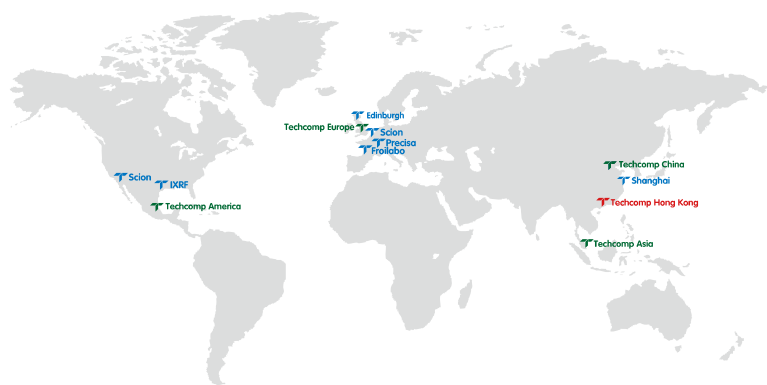 Edinburgh
Techcomp Europe
Scion
Precisa
Froilabo
Techcomp China
Scion
IXRF
Shanghai
Techcomp America
Techcomp Hong Kong
Techcomp Asia